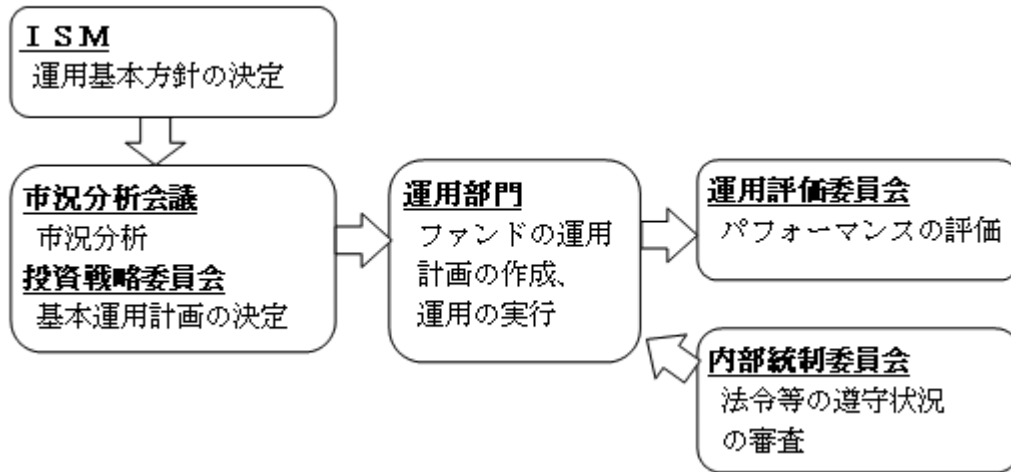 ＩＳＭ
運用基本方針の決定
市況分析会議
市況分析
投資戦略委員会
基本運用計画の決定
運用部門
ファンドの運用
計画の作成、
運用の実行
運用評価委員会
パフォーマンスの評価
内部統制委員会
法令等の遵守状況
の審査